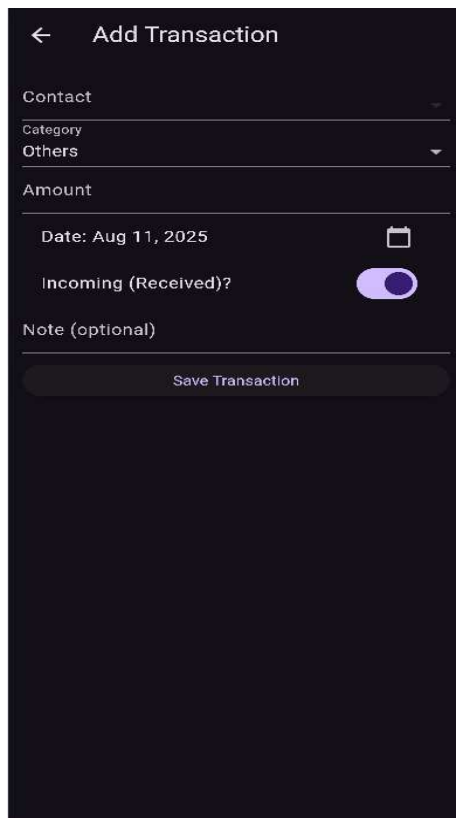 Add Transaction
Contact
Category
Others
Amount
Date: Aug 11, 2025
Incoming (Received)?
Note (optional)
Save Transaction